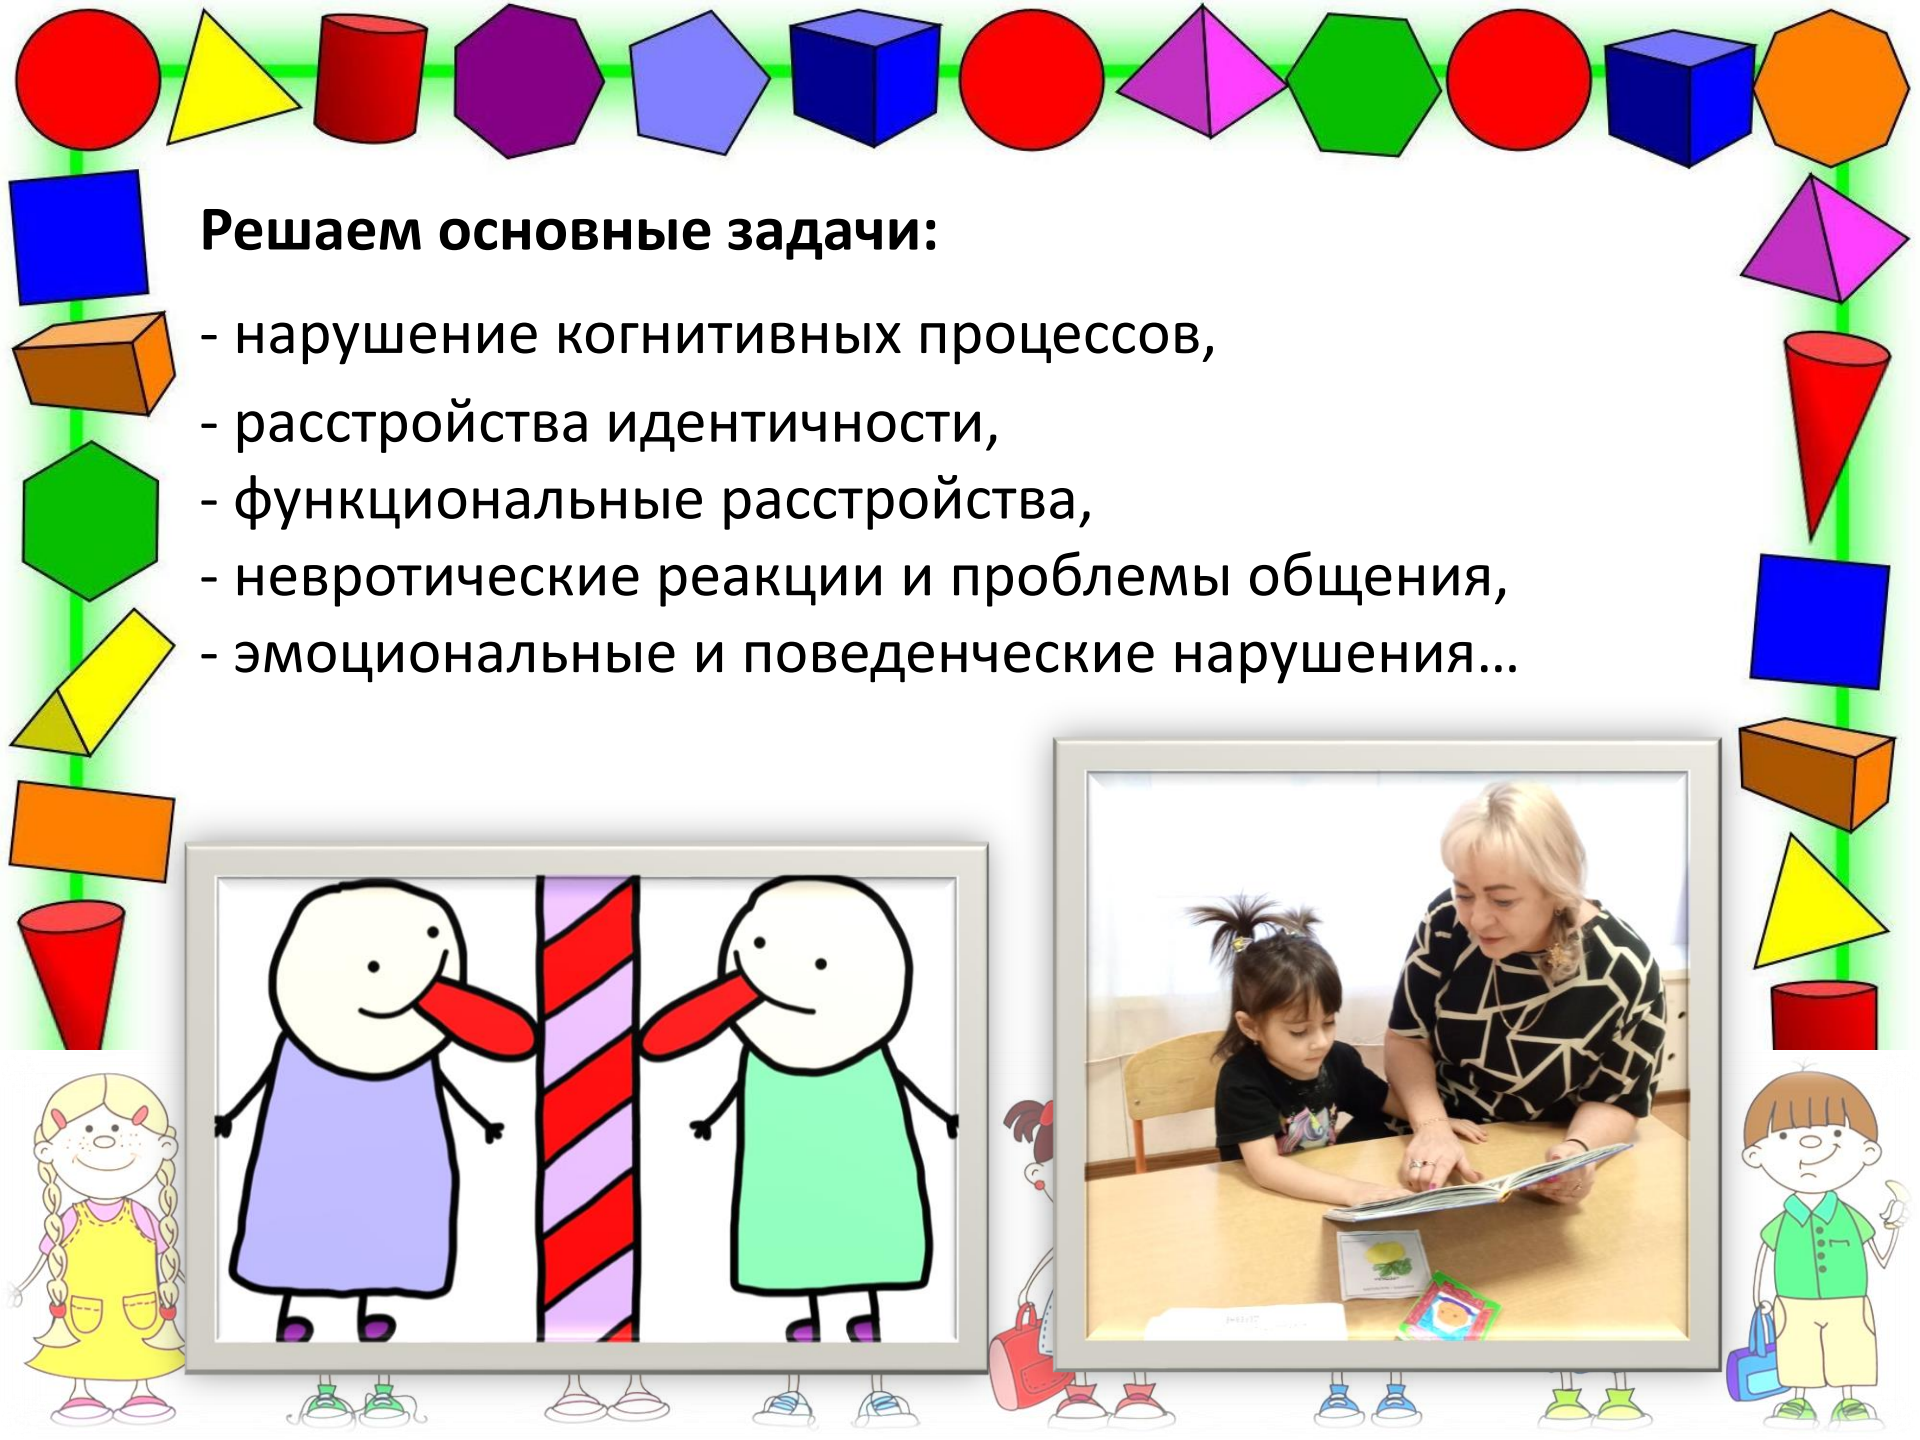 Решаем основные задачи:
- нарушение когнитивных процессов,
- расстройства идентичности,
- функциональные расстройства,
- невротические реакции и проблемы общения,
- эмоциональные и поведенческие нарушения…